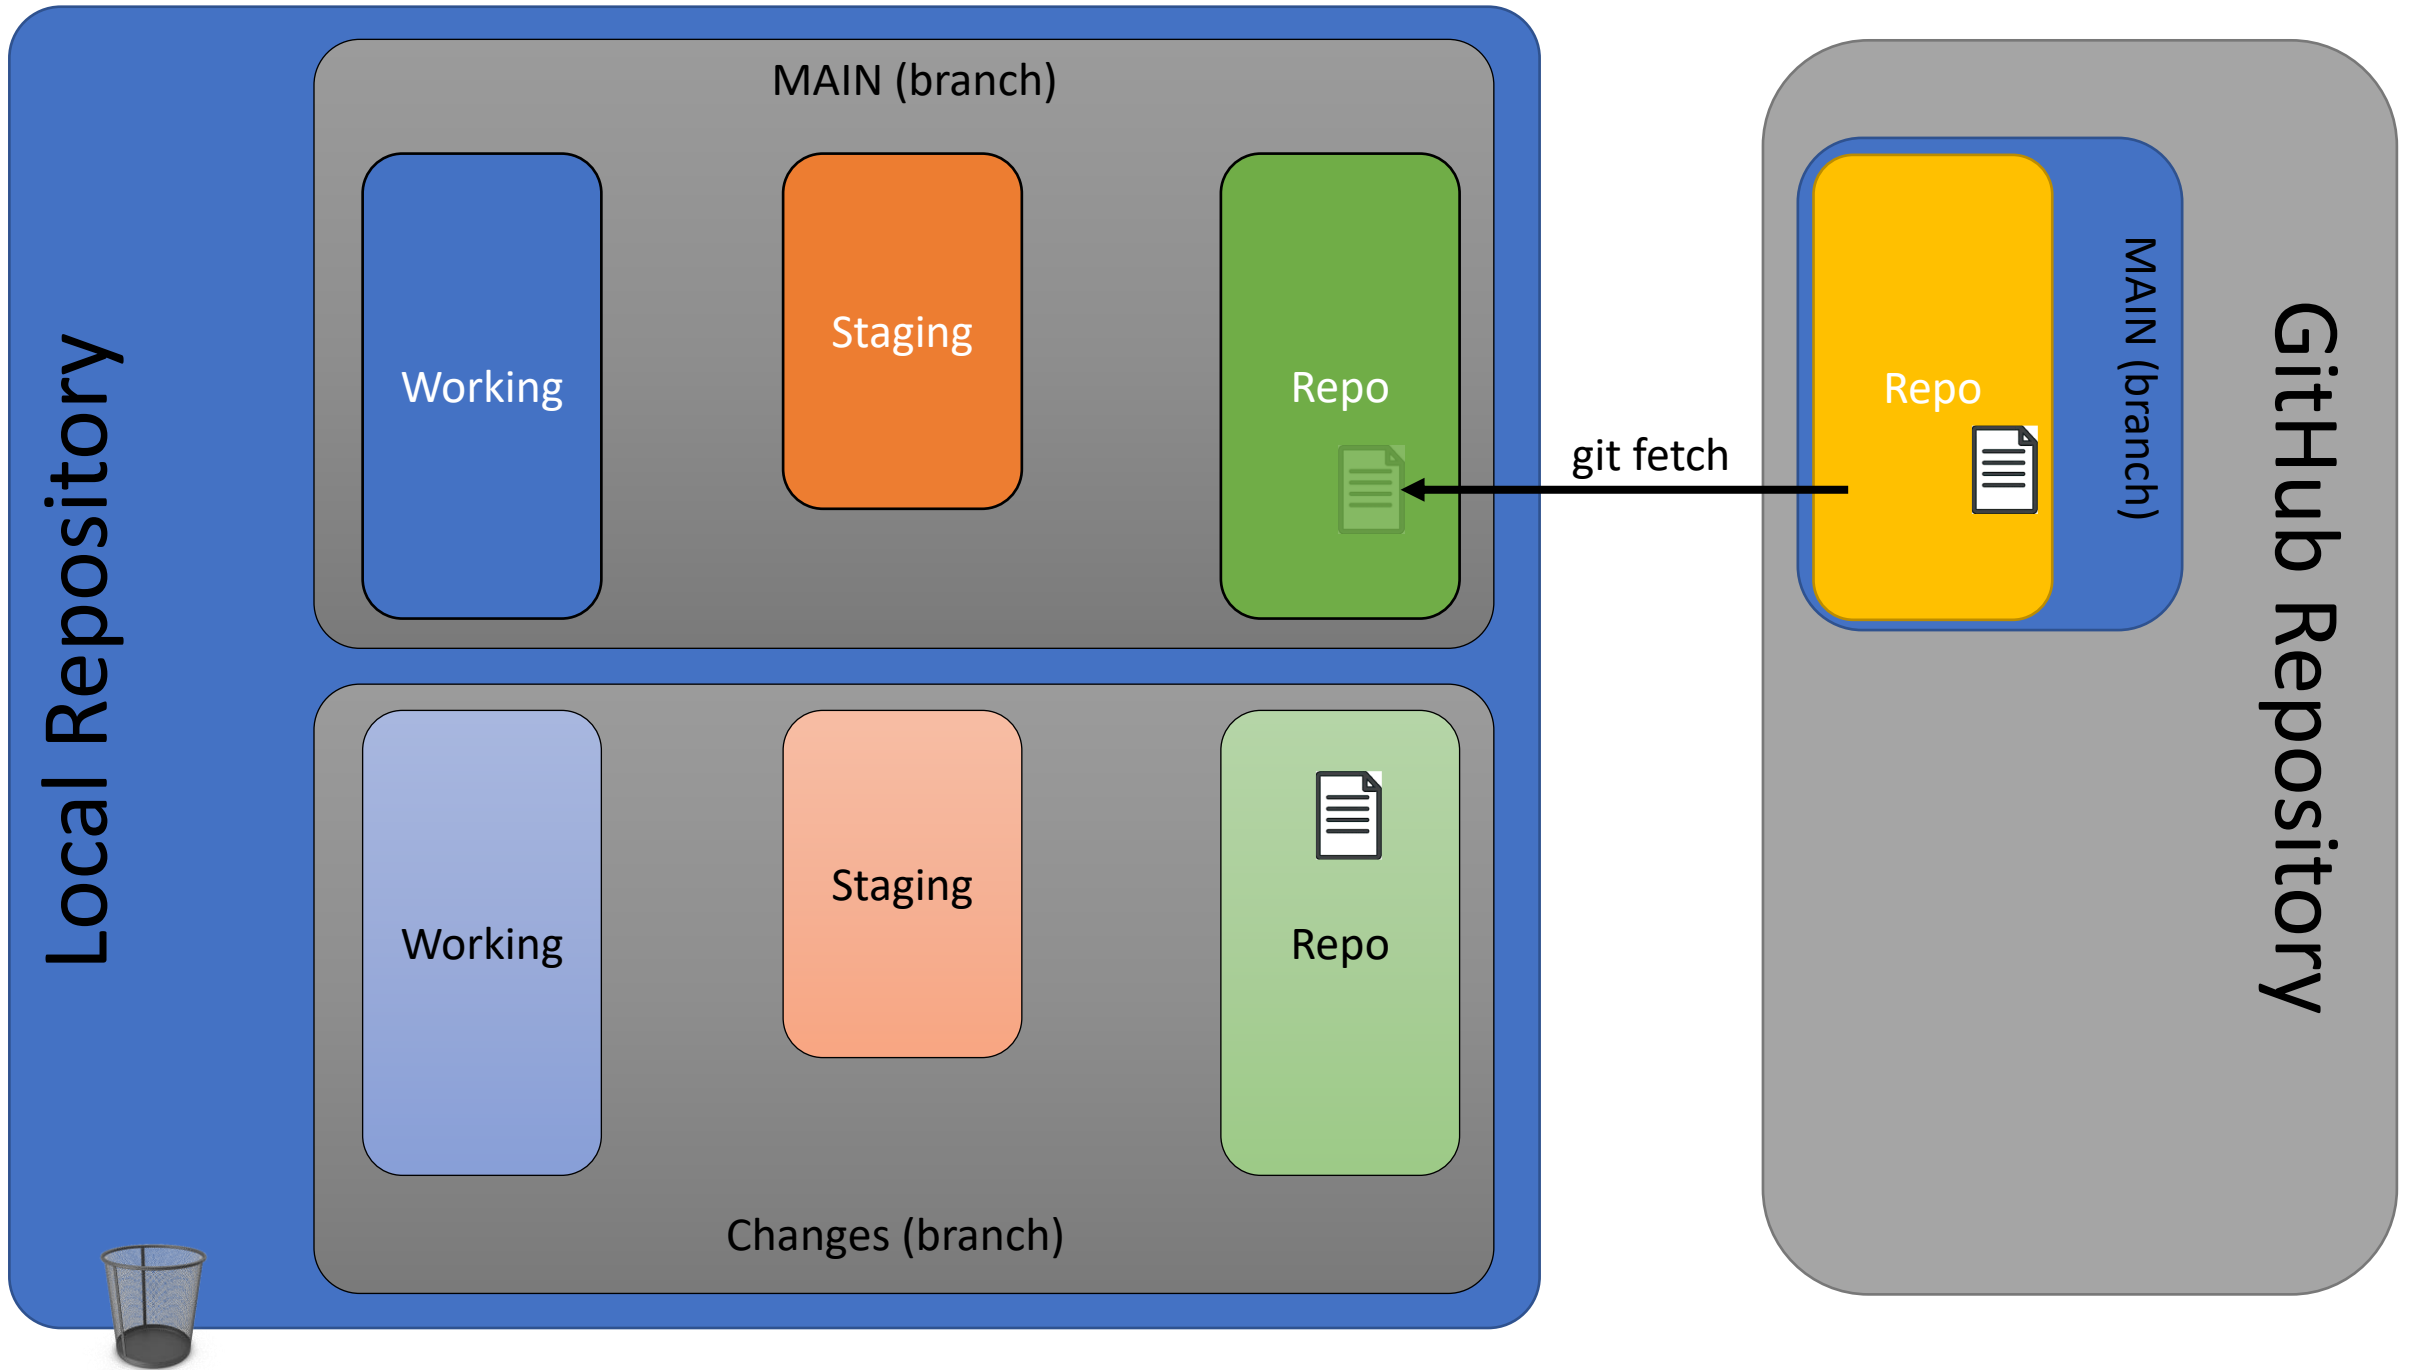 Local Repository
MAIN (branch)
Working
Staging
Repo
git fetch
Repo
MAIN (branch)
GitHub Repository
Working
Staging
Repo
Changes (branch)